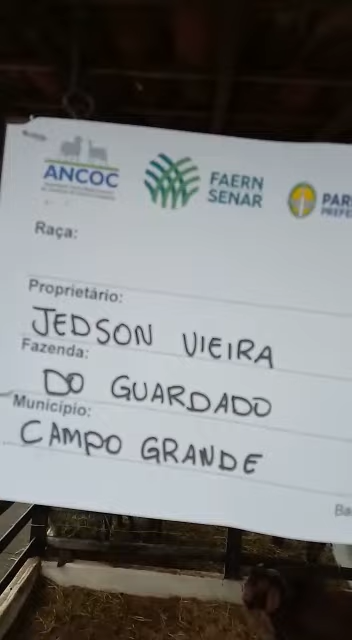 ANCOC
FAERN
SENAR
Raça:
Proprietário:
JEDSON VIEIRA
Fazenda:
DO GUARDADO
Município:
CAMPO GRANDE